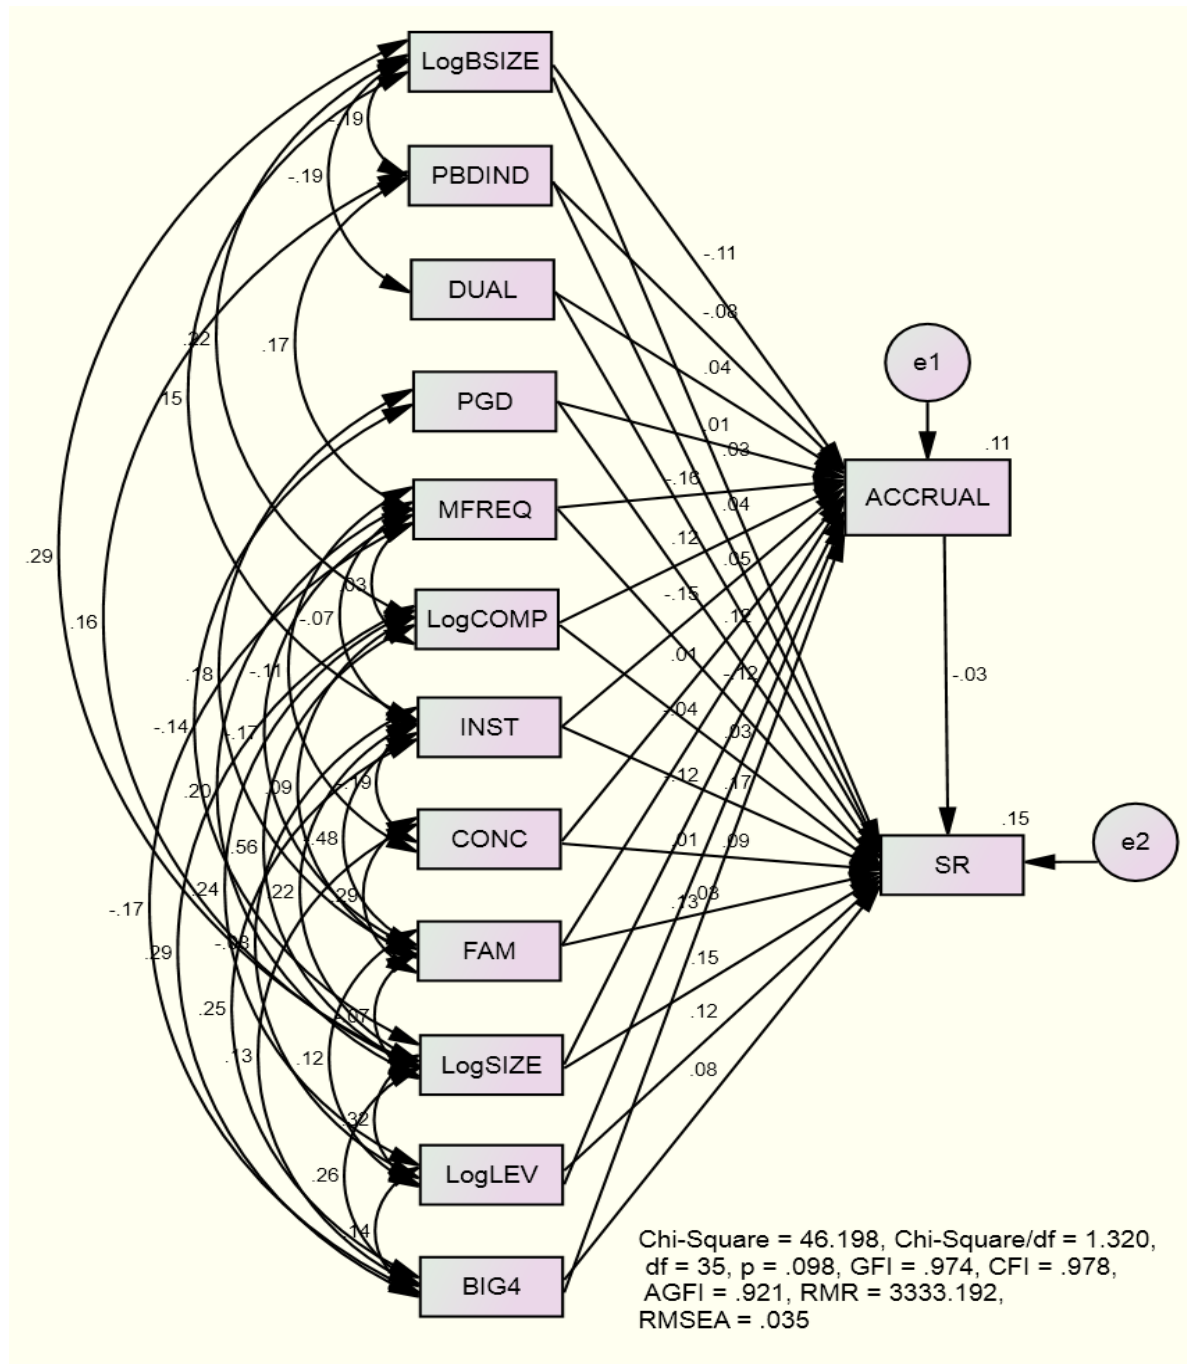 LogBSIZE
-.19
PBDIND
-.19
DUAL
-.11
-.08
.22
.17
e1
.04
PGD
.15
.01
.03
.11
MFREQ
-.16
ACCRUAL
.04
.29
.12
.05
.03
-.07
LogCOMP
-.15
.12
.16
.18
-.11
.01
-.12
-.03
-.14
-.17
INST
-.04
.03
.20
.09
-.19
-.12
.17
.56
.48
CONC
.01
.09
.15
e2
SR
.24
.22
.29
.03
.13
-.17
.29
-.08
FAM
.15
.25
-.07
.12
.13
.12
LogSIZE
.08
.32
.26
LogLEV
.14
BIG4
Chi-Square = 46.198, Chi-Square/df = 1.320,
df = 35, p = .098, GFI = .974, CFI = .978,
AGFI = .921, RMR = 3333.192,
RMSEA = .035